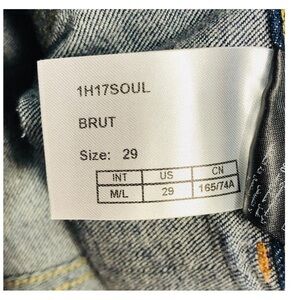 1H17SOUL
BRUT
Size: 29
INT US CN
M/L 29 165/74A